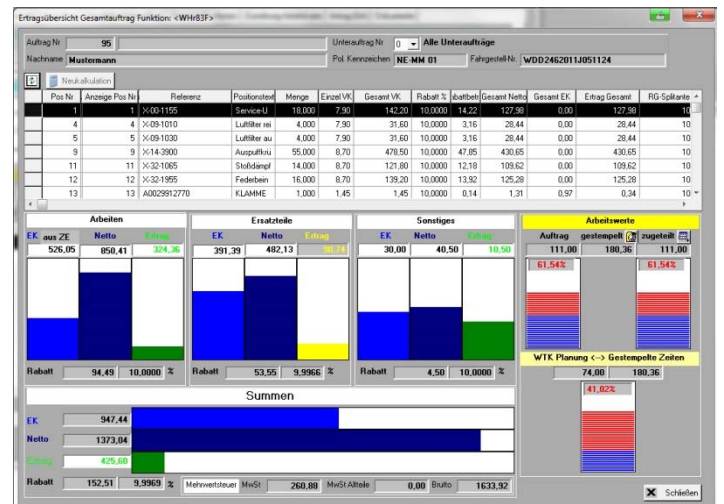 Ertragsübersicht Gesamtauftrag Funktion: <WHr83F>
Auftrag Nr 95 Unterauftrag Nr 0 Alle Unteraufträge
Nachname Mustermann Pol. Kennzeichen NE-MM 01 Fahrgestell-Nr. WDD2462011J051124
Neukalkulation
Pos Nr Anzeige Pos Nr Referenz Positionstext Menge Einzel VK Gesamt VK Rabatt % abattbetr Gesamt Netto Gesamt EK Ertrag Gesamt RG-Splitante
1 1 X-00-1155 Service-U 18,000 7,90 142,20 10,0000 14,22 127,98 0,00 127,98 10
4 4 X-09-1010 Luftfilter rei 4,000 7,90 31,60 10,0000 3,16 28,44 0,00 28,44 10
5 5 X-09-1030 Luftfilter au 4,000 7,90 31,60 10,0000 3,16 28,44 0,00 28,44 10
9 9 X-14-3900 Auspuffkrü 55,000 8,70 478,50 10,0000 47,85 430,65 0,00 430,65 10
11 11 X-32-1065 Stoßdämpf 14,000 8,70 121,80 10,0000 12,18 109,62 0,00 109,62 10
12 12 X-32-1955 Federbein 16,000 8,70 139,20 10,0000 13,92 125,28 0,00 125,28 10
13 13 A0029912770 KLAMME 1,000 1,45 1,45 10,0000 0,14 1,31 0,97 0,34 10
Arbeiten Ersatzteile Sonstiges Arbeitswerte
EK aus ZE Netto Ertrag EK Netto Ertrag EK Netto Ertrag Auftrag gestempelt zugeteilt
526,05 850,41 324,36 391,39 482,13 90,74 30,00 40,50 10,50 111,00 180,36 111,00
61,54% 61,54%
WTK Planung <--> Gestempelte Zeiten
Rabatt 94,49 10,0000 % Rabatt 53,55 9,9966 % Rabatt 4,50 10,0000 % 74,00 180,36
41,02%
Summen
EK 947,44
Netto 1373,04
Ertrag 425,60
Rabatt 152,51 9,9969 % Mehrwertsteuer MwSt 260,88 MwSt Altteile 0,00 Brutto 1633,92
Schließen